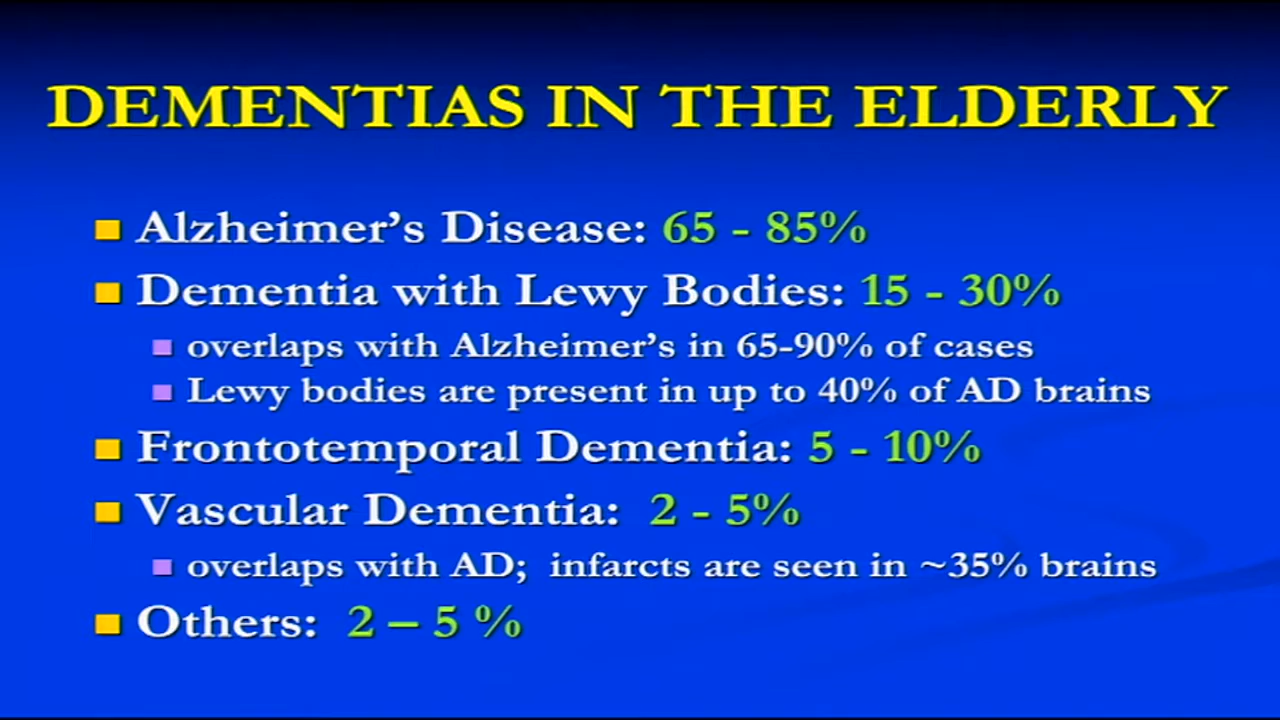 DEMENTIAS IN THE ELDERLY
Alzheimer’s Disease: 65 - 85%
Dementia with Lewy Bodies: 15 - 30%
overlaps with Alzheimer’s in 65-90% of cases
Lewy bodies are present in up to 40% of AD brains
Frontotemporal Dementia: 5 - 10%
Vascular Dementia: 2 - 5%
overlaps with AD; infarcts are seen in ~35% brains
Others: 2 – 5 %